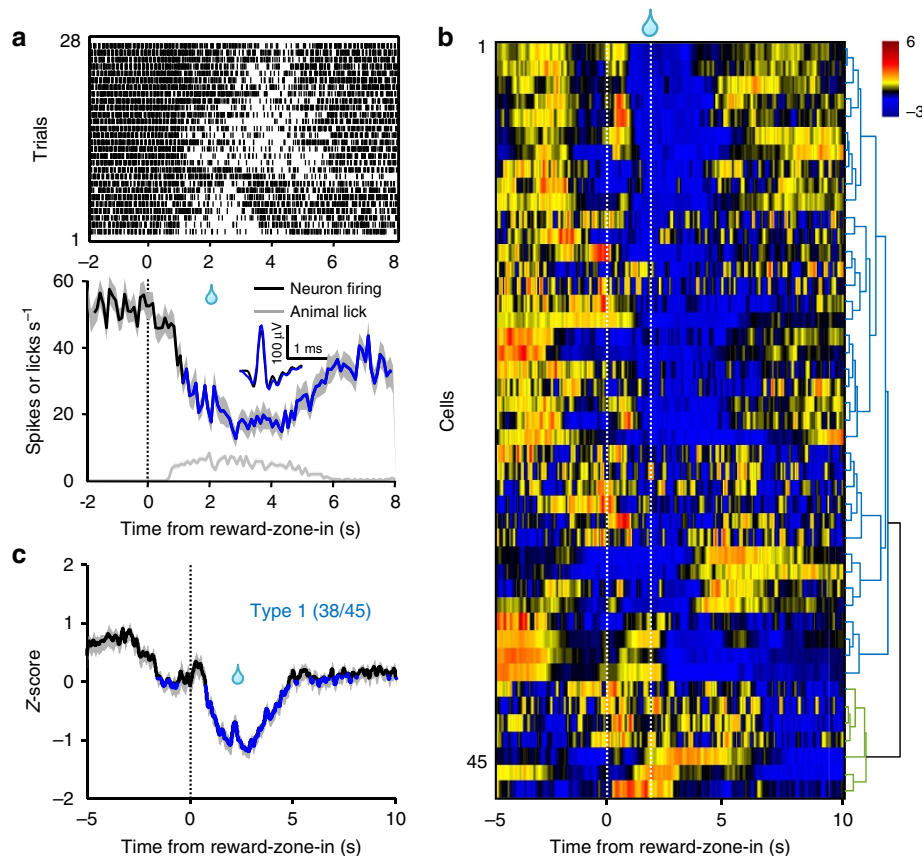 a
28
Trials
1
−2 0 2 4 6 8
60
40
20
0
Spikes or licks s−1
Neuron firing
Animal lick
100 µV
1 ms
−2 0 2 4 6 8
Time from reward-zone-in (s)
b
1
Cells
45
6
−3
−5 0 5 10
Time from reward-zone-in (s)
c
2
1
0
−1
−2
Z-score
Type 1 (38/45)
−5 0 5 10
Time from reward-zone-in (s)